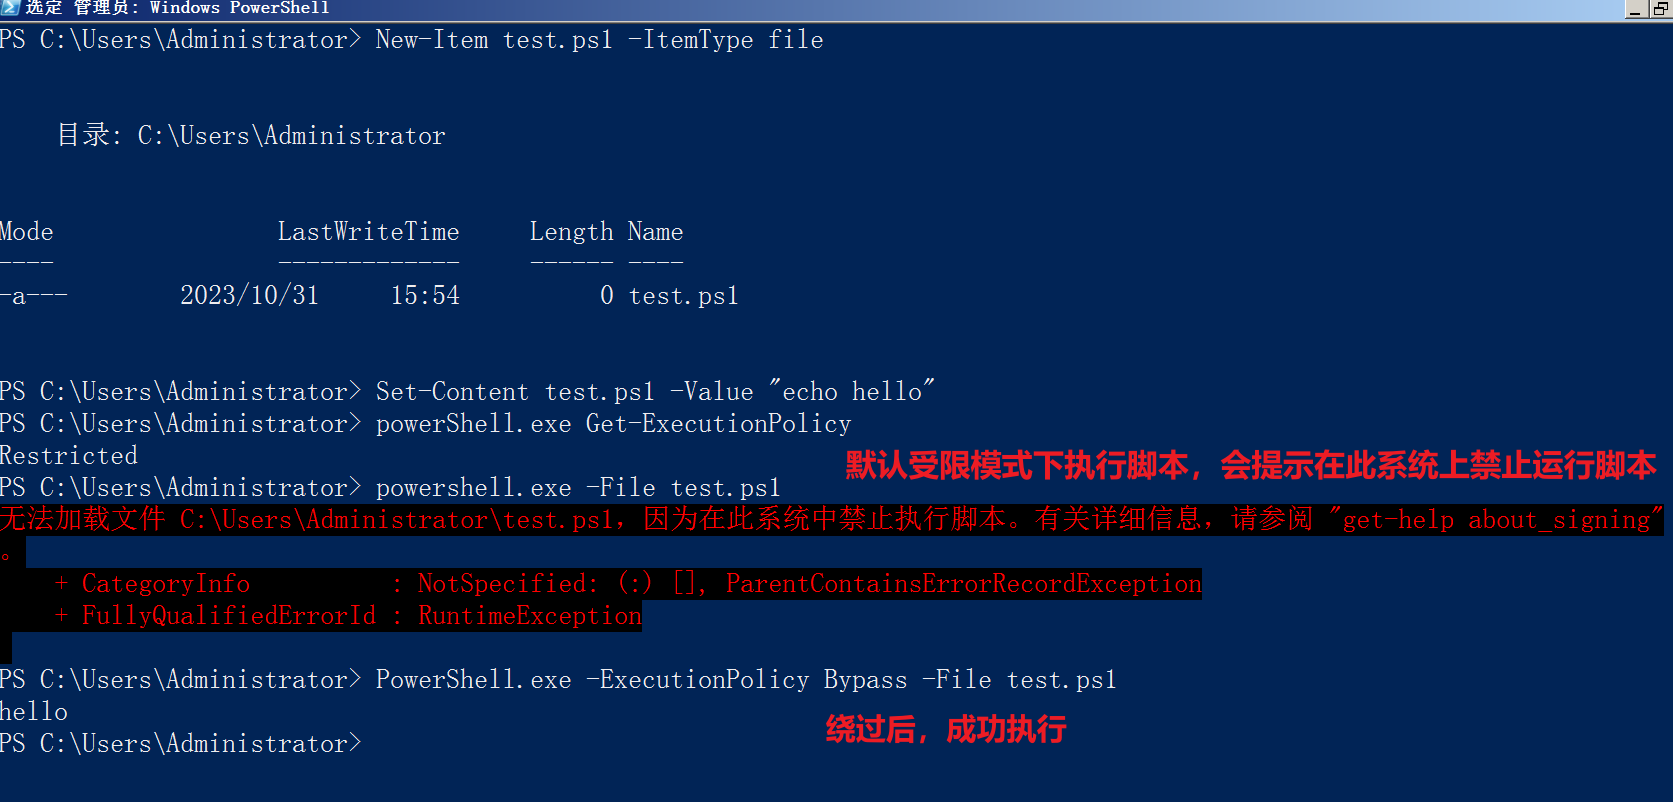 选定 管理员: Windows PowerShell
PS C:\Users\Administrator> New-Item test.ps1 -ItemType file
目录: C:\Users\Administrator
Mode                LastWriteTime     Length Name
----                -------------     ------ ----
-a---        2023/10/31     15:54          0 test.ps1
PS C:\Users\Administrator> Set-Content test.ps1 -Value "echo hello"
PS C:\Users\Administrator> powerShell.exe Get-ExecutionPolicy
Restricted
默认受限模式下执行脚本，会提示在此系统上禁止运行脚本
PS C:\Users\Administrator> powershell.exe -File test.ps1
无法加载文件 C:\Users\Administrator\test.ps1，因为在此系统中禁止执行脚本。有关详细信息，请参阅 "get-help about_signing"
。
    + CategoryInfo          : NotSpecified: (:) [], ParentContainsErrorRecordException
    + FullyQualifiedErrorId : RuntimeException
PS C:\Users\Administrator> PowerShell.exe -ExecutionPolicy Bypass -File test.ps1
hello
绕过后，成功执行
PS C:\Users\Administrator>